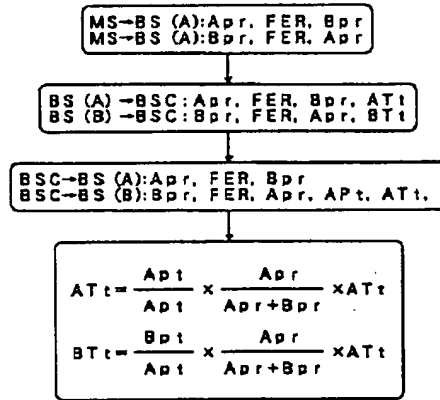 MS→BS (A): Apr, FER, Bpr
MS→BS (A): Bpr, FER, Apr
BS (A) →BSC: Apr, FER, Bpr, ATt
BS (B) →BSC: Bpr, FER, Apr, BTt
BSC→BS (A): Apr, FER, Bpr
BSC→BS (B): Bpr, FER, Apr, APt, ATt,
ATt = Apt/Apt × Apr/Apr+Bpr ×ATt
BTt = Bpt/Apt × Apr/Apr+Bpr ×ATt